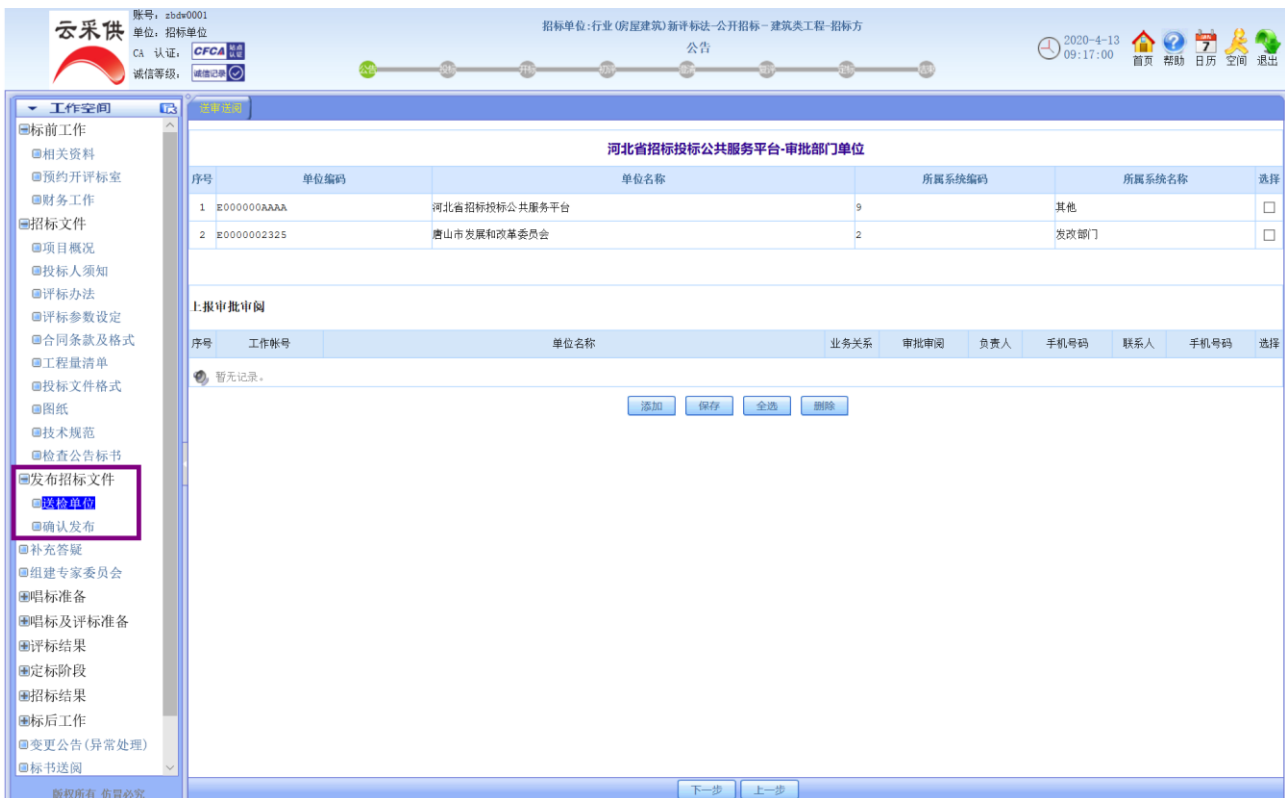 云采供
账号: zbdw0001
单位: 招标单位
CA 认证: CFCA
诚信等级: 诚信记录
招标单位:行业(房屋建筑)新评标法--公开招标 - 建筑类工程-招标方
公告
2020-4-13
09:17:00
首页 帮助 日历 空间 退出
7
公告
工作空间
标前工作
相关资料
预约开评标室
财务工作
招标文件
项目概况
投标人须知
评标办法
评标参数设定
合同条款及格式
工程量清单
投标文件格式
图纸
技术规范
检查公告标书
发布招标文件
送检单位
确认发布
补充答疑
组建专家委员会
唱标准备
唱标及评标准备
评标结果
定标阶段
招标结果
标后工作
变更公告(异常处理)
标书送阅
版权所有 仿冒必究
送审送阅
河北省招标投标公共服务平台-审批部门单位
序号 单位编码 单位名称 所属系统编码 所属系统名称 选择
1 E000000AAAA 河北省招标投标公共服务平台 9 其他
2 E0000002325 唐山市发展和改革委员会 2 发改部门
上报审批审阅
序号 工作帐号 单位名称 业务关系 审批审阅 负责人 手机号码 联系人 手机号码 选择
暂无记录。
添加 保存 全选 删除
下一步 上一步